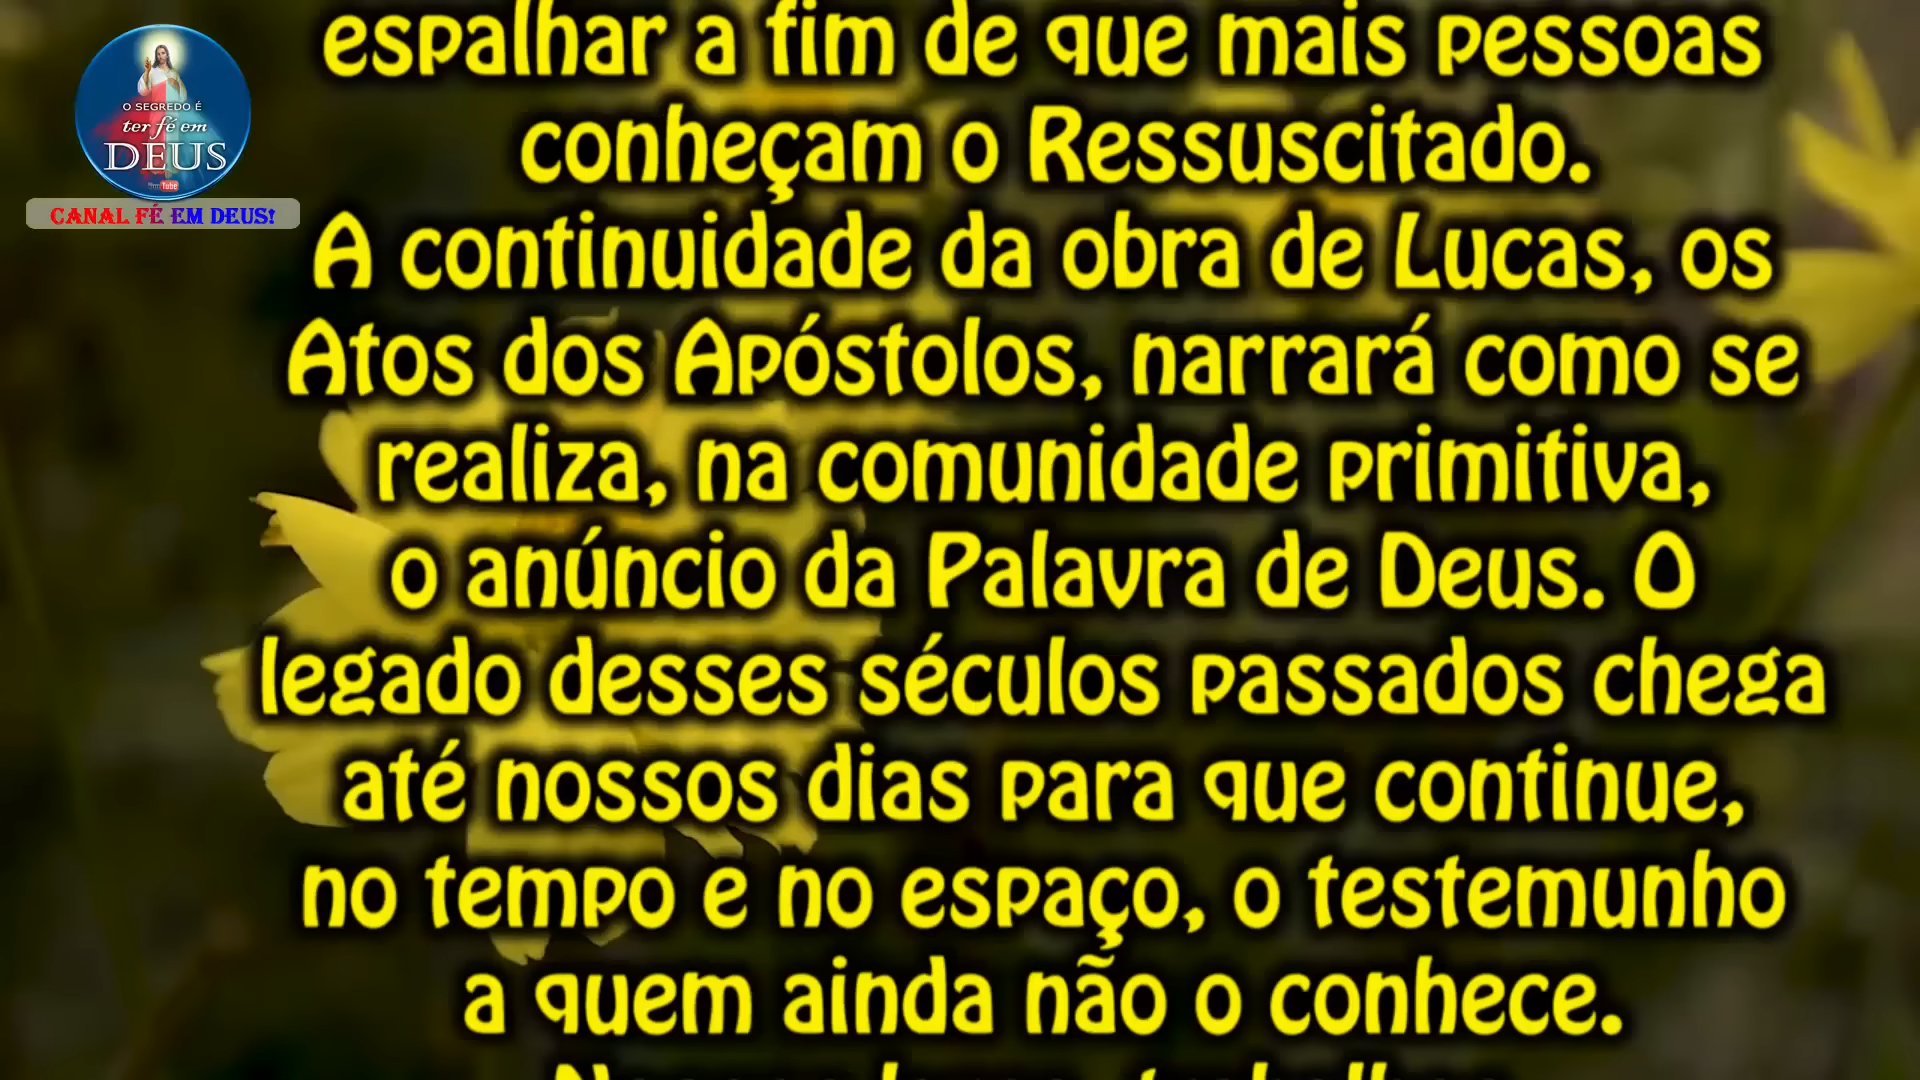 espalhar a fim de que mais pessoas
conheçam o Ressuscitado.
A continuidade da obra de Lucas, os
Atos dos Apóstolos, narrará como se
realiza, na comunidade primitiva,
o anúncio da Palavra de Deus. O
legado desses séculos passados chega
até nossos dias para que continue,
no tempo e no espaço, o testemunho
a quem ainda não o conhece.
O SEGREDO É
ter fé em
DEUS
YouTube
CANAL FÉ EM DEUS!